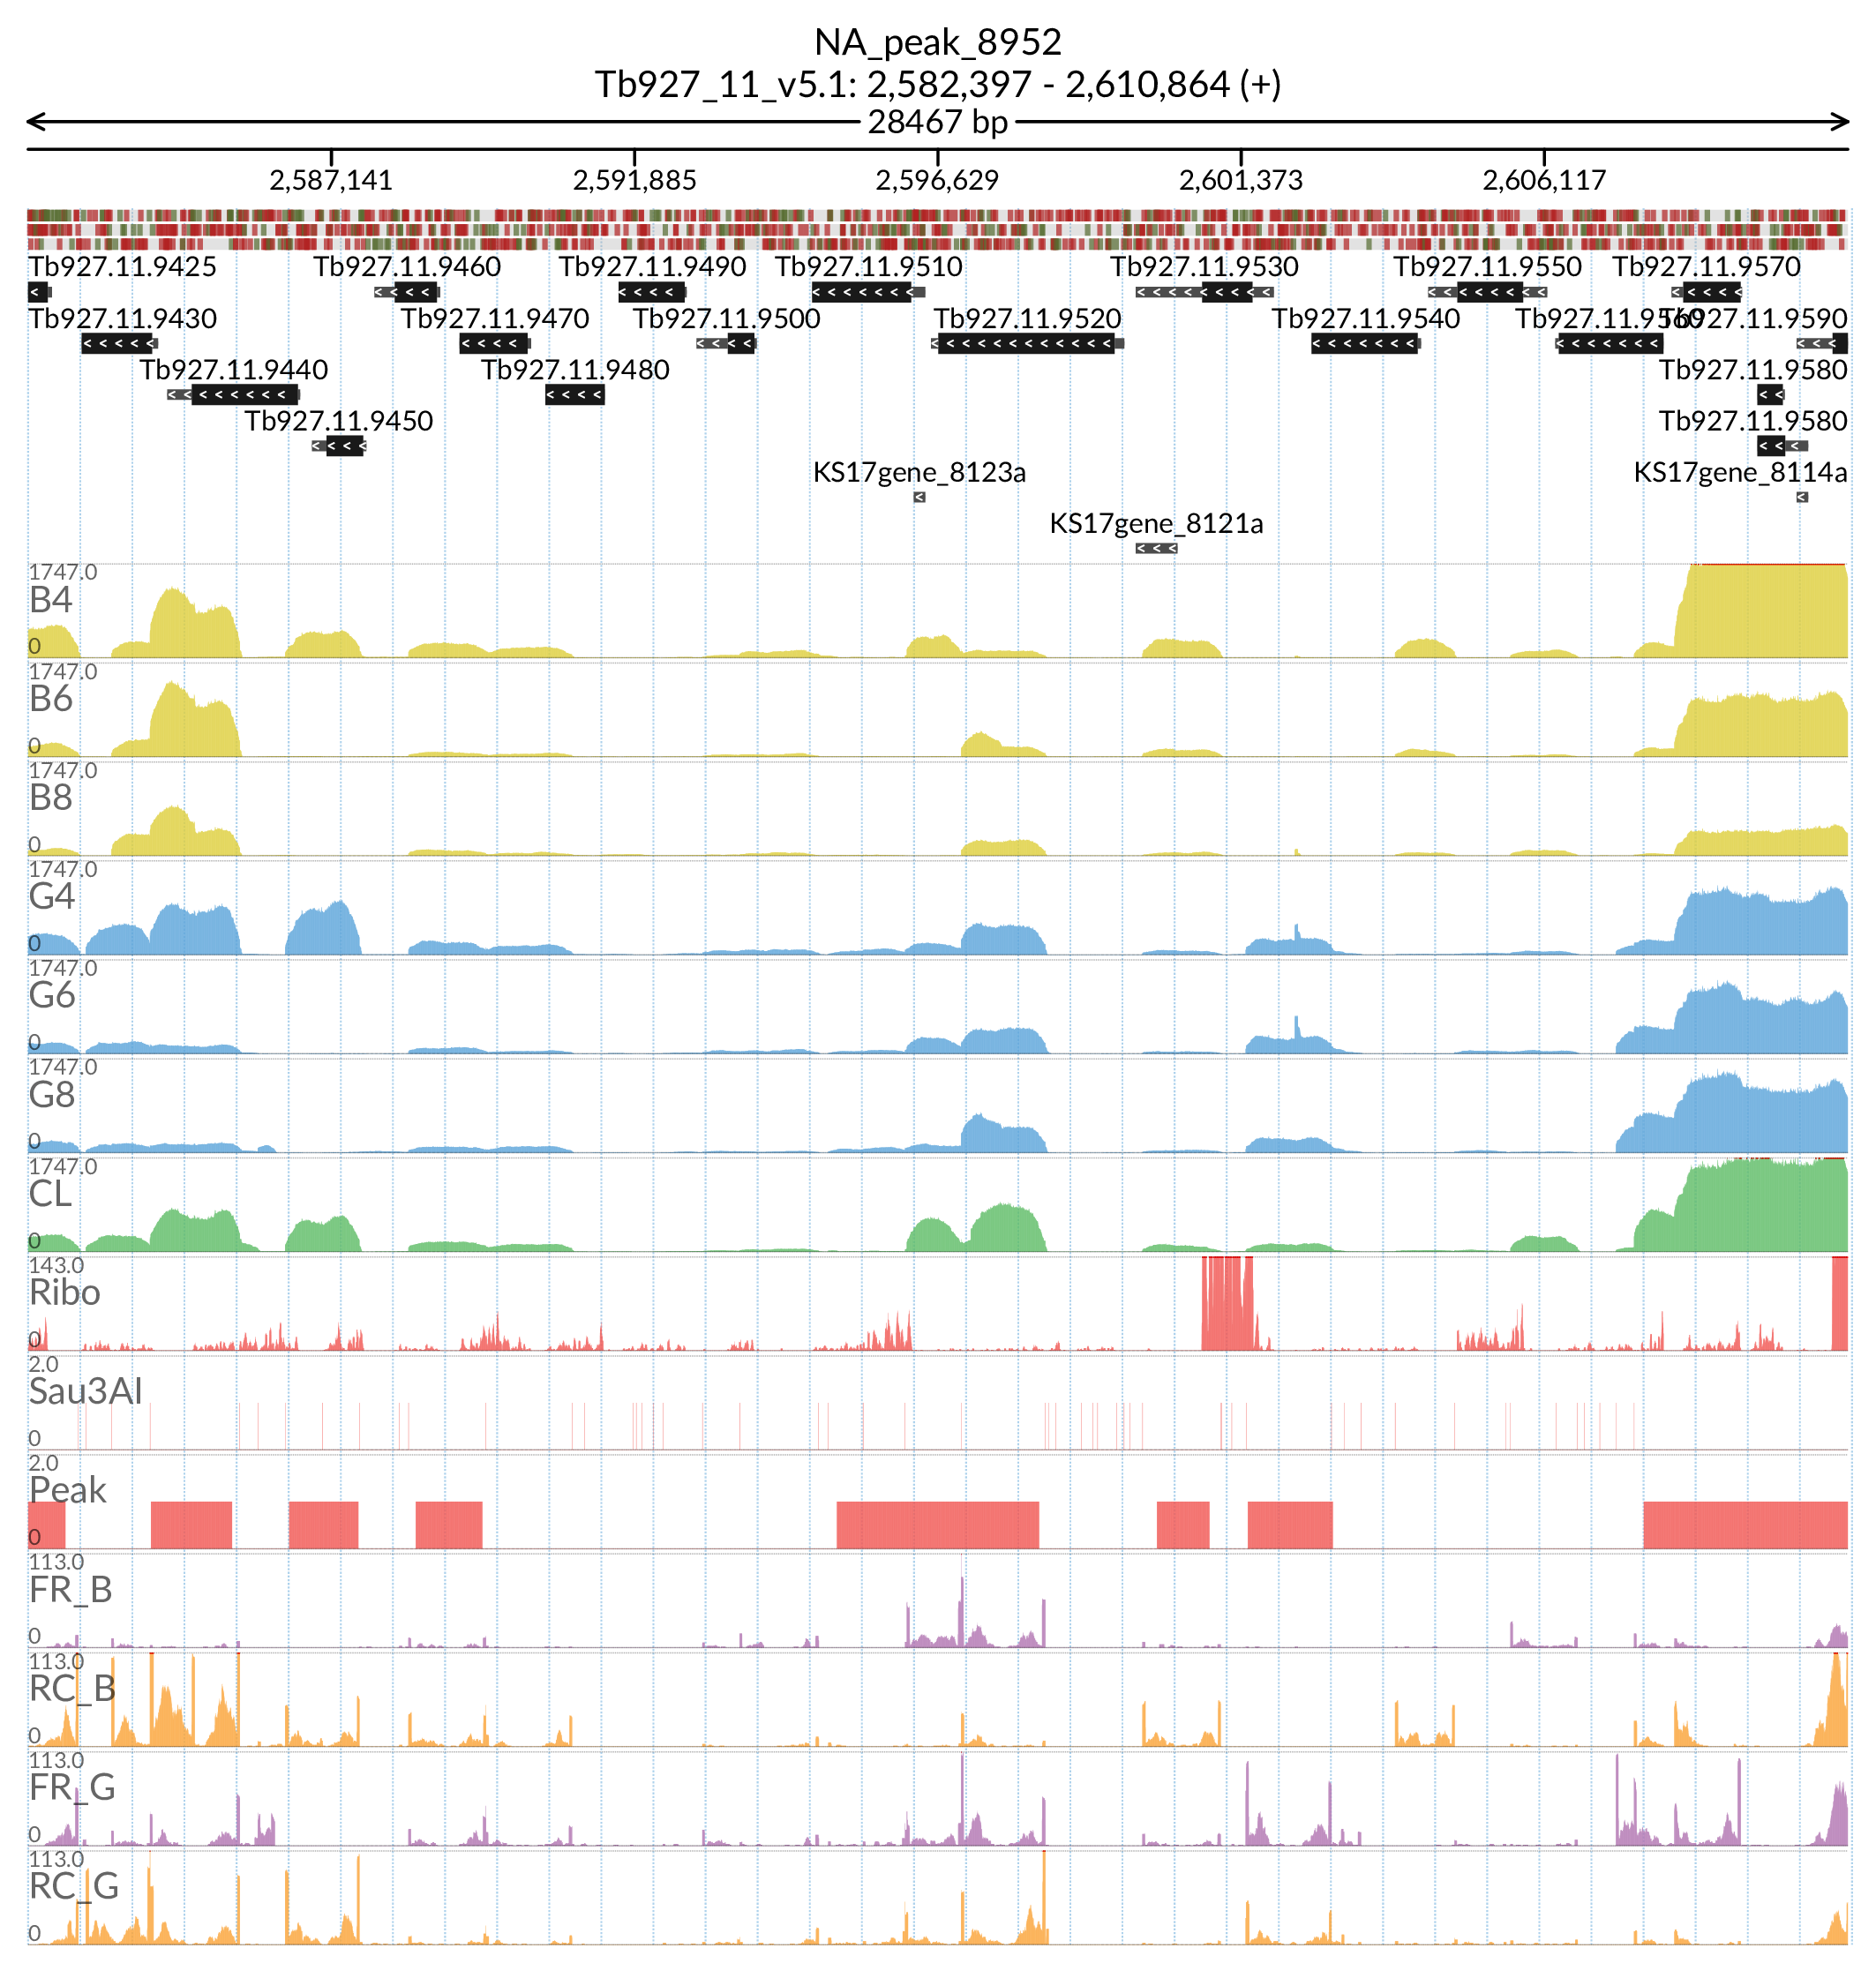 NA_peak_8952
Tb927_11_v5.1: 2,582,397 - 2,610,864 (+)
28467 bp
2,587,141 2,591,885 2,596,629 2,601,373 2,606,117
Tb927.11.9425 Tb927.11.9460 Tb927.11.9490 Tb927.11.9510 Tb927.11.9530 Tb927.11.9550 Tb927.11.9570
Tb927.11.9430 Tb927.11.9470 Tb927.11.9500 Tb927.11.9520 Tb927.11.9540 Tb927.11.9560 Tb927.11.9590
Tb927.11.9440 Tb927.11.9480 Tb927.11.9580
Tb927.11.9450 Tb927.11.9580
KS17gene_8123a KS17gene_8114a
KS17gene_8121a
1747.0
B4
0
1747.0
B6
0
1747.0
B8
0
1747.0
G4
0
1747.0
G6
0
1747.0
G8
0
1747.0
CL
0
143.0
Ribo
0
2.0
Sau3AI
0
2.0
Peak
0
113.0
FR_B
0
113.0
RC_B
0
113.0
FR_G
0
113.0
RC_G
0